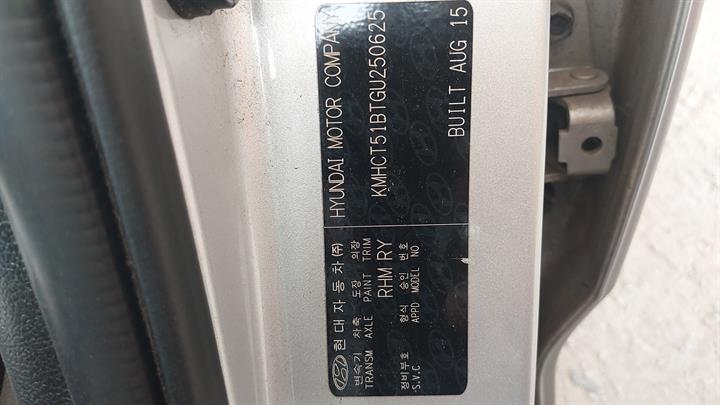 현대자동차(주) HYUNDAI MOTOR COMPANY
변속기 차축 도장 의장
TRANSM AXLE PAINT TRIM
KMHCT51BTGU250625
RHM RY
정비부호 형식 승인 번호
S.V.C APPD MODEL NO
BUILT AUG 15